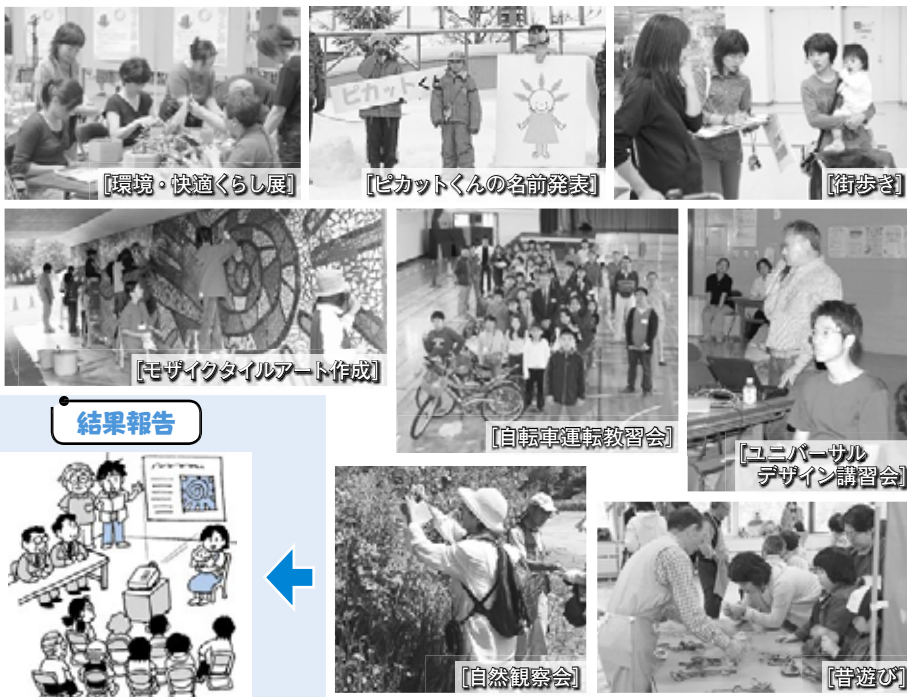 [環境・快適くらし展]
ピカットく
[ピカットくんの名前発表]
[街歩き]
[モザイクタイルアート作成]
[自転車運転教習会]
[ユニバーサル
デザイン講習会]
結果報告
[自然観察会]
[昔遊び]